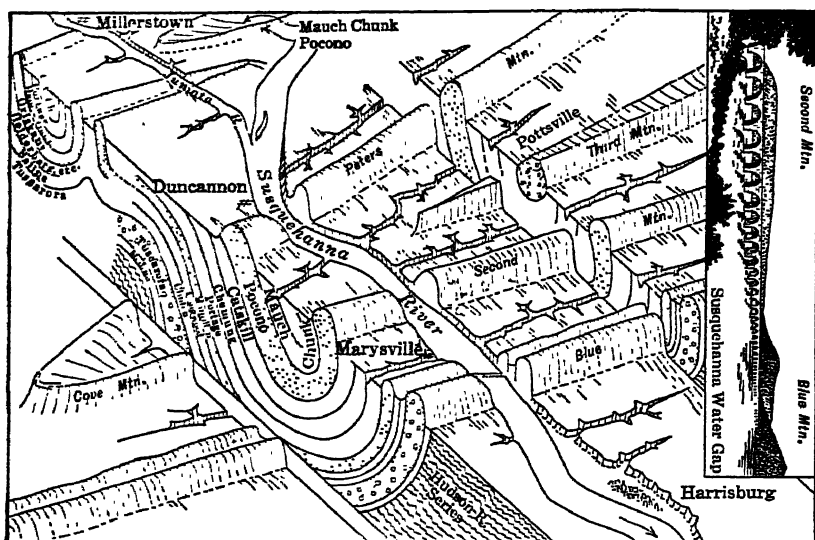 Millerstown
Mauch Chunk
Pocono
Juniata R.
Mtn.
Pottsville
Third Mtn.
Peters
Tuscarora
Duncannon
Susquehanna
River
Mtn.
Second
Catskill
Pocono
Mauch
Chunk
Marysville
Blue
Cove Mtn.
Hudson R.
Series
Harrisburg
Second Mtn.
Blue Mtn.
Susquehanna Water Gap